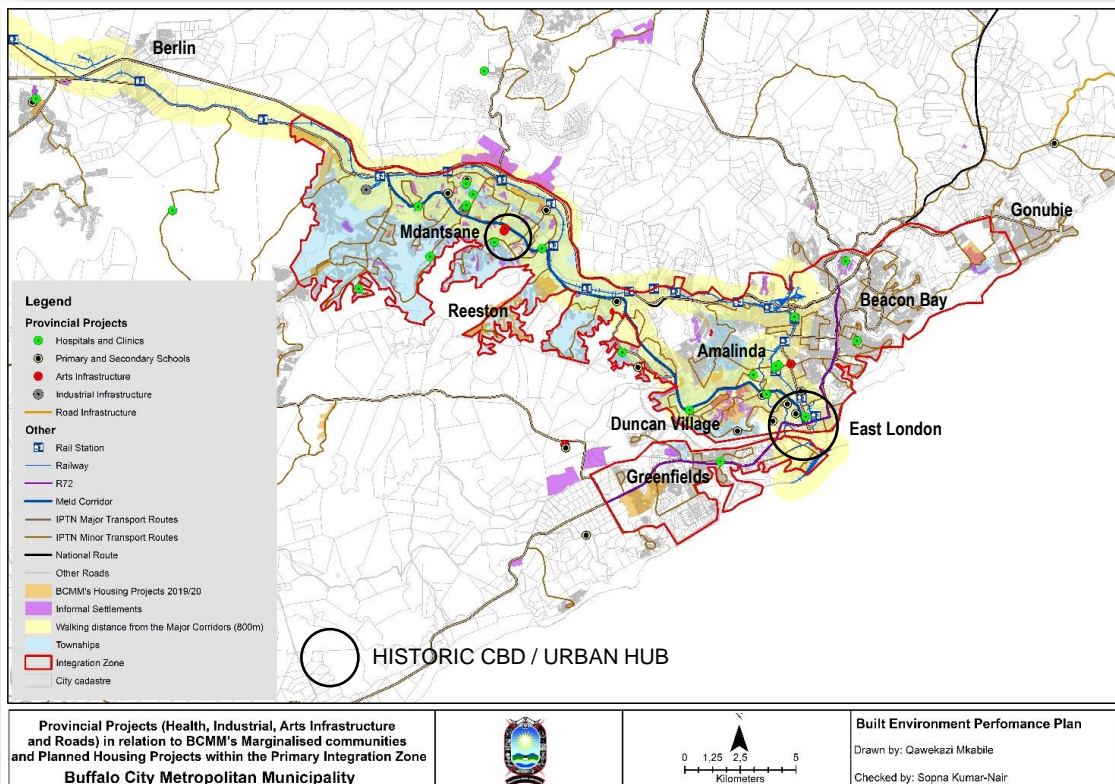 Berlin
Gonubie
Mdantsane
Beacon Bay
Reeston
Amalinda
Duncan Village
East London
Greenfields
Legend
Provincial Projects
Hospitals and Clinics
Primary and Secondary Schools
Arts Infrastructure
Industrial Infrastructure
Road Infrastructure
Other
Rail Station
Railway
R72
Meld Corridor
IPTN Major Transport Routes
IPTN Minor Transport Routes
National Route
Other Roads
BCMM's Housing Projects 2019/20
Informal Settlements
Walking distance from the Major Corridors (800m)
Townships
Integration Zone
City cadastre
HISTORIC CBD / URBAN HUB
Provincial Projects (Health, Industrial, Arts Infrastructure
and Roads) in relation to BCMM's Marginalised communities
and Planned Housing Projects within the Primary Integration Zone
Buffalo City Metropolitan Municipality
N
0 1,25 2,5 5
Kilometers
Built Environment Perfomance Plan
Drawn by: Qawekazi Mkabile
Checked by: Sopna Kumar-Nair